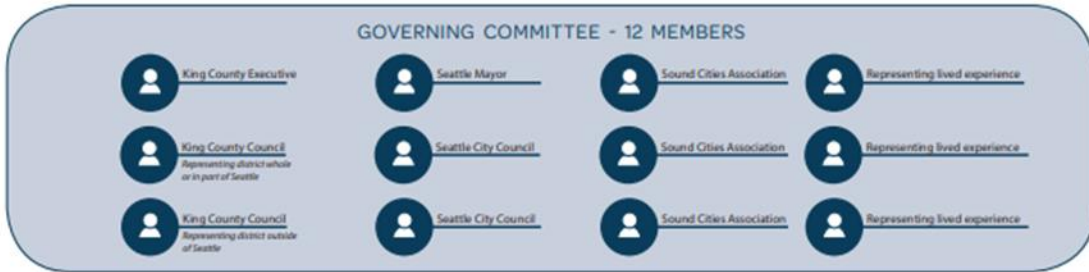 GOVERNING COMMITTEE - 12 MEMBERS
King County Executive
Seattle Mayor
Sound Cities Association
Representing lived experience
King County Council
Representing district whole
or in part of Seattle
Seattle City Council
Sound Cities Association
Representing lived experience
King County Council
Representing district outside
of Seattle
Seattle City Council
Sound Cities Association
Representing lived experience